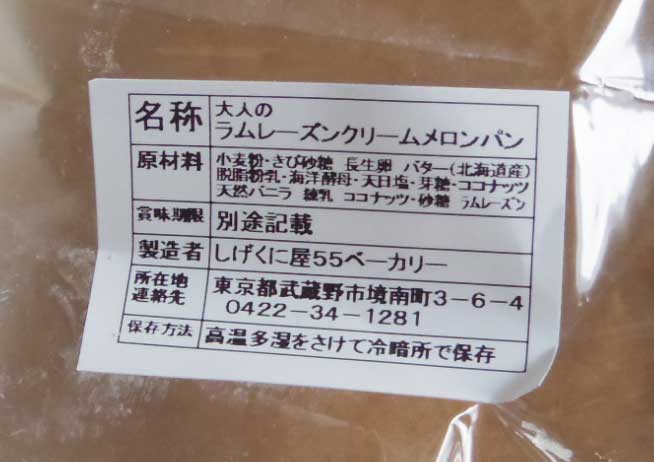 名称 大人の
ラムレーズンクリームメロンパン
原材料 小麦粉・きび砂糖 長生卵 バター(北海道産)
脱脂粉乳・海洋酵母・天日塩・芽糖・ココナッツ
天然バニラ 練乳 ココナッツ・砂糖 ラムレーズン
賞味期限 別途記載
製造者 しげくに屋55ベーカリー
所在地 東京都武蔵野市境南町3-6-4
連絡先 0422-34-1281
保存方法 高温多湿をさけて冷暗所で保存